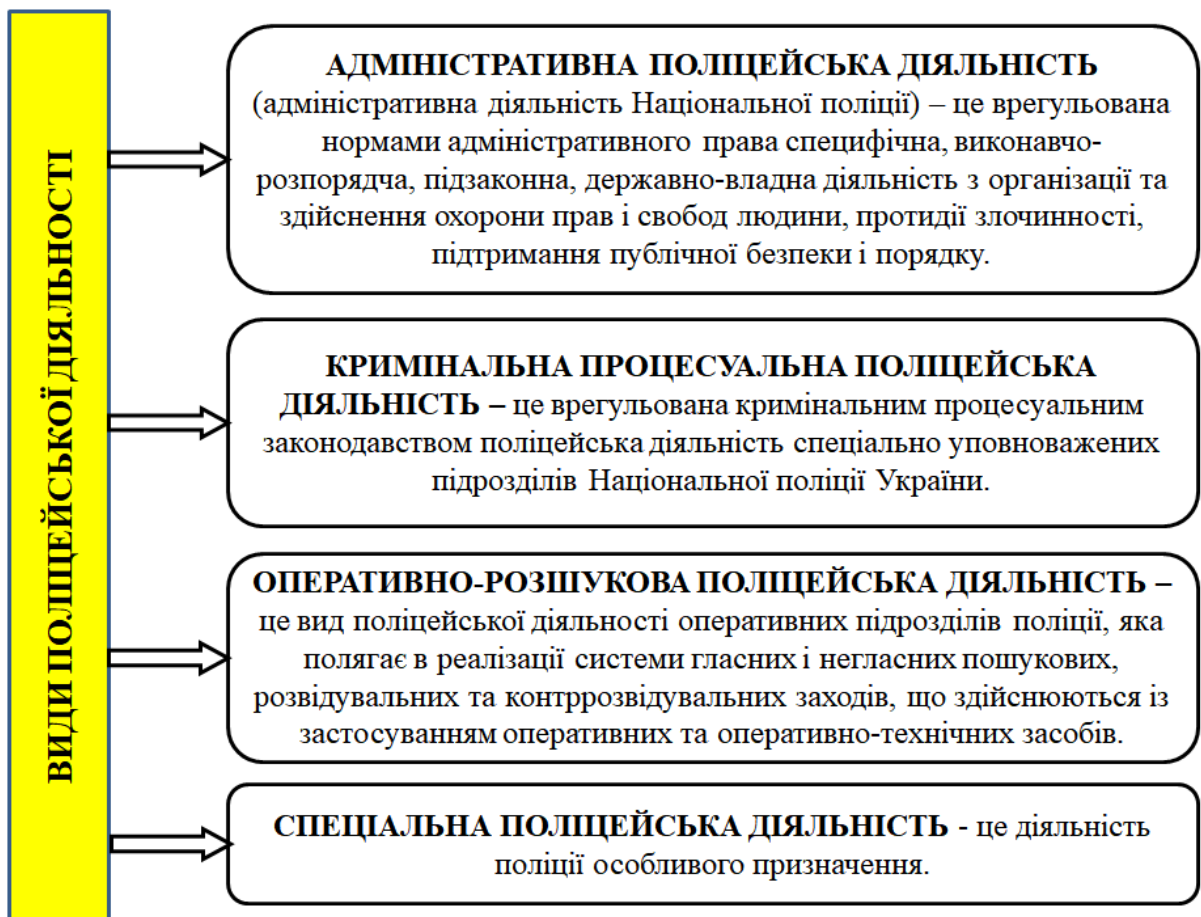 ВИДИ ПОЛІЦЕЙСЬКОЇ ДІЯЛЬНОСТІ
АДМІНІСТРАТИВНА ПОЛІЦЕЙСЬКА ДІЯЛЬНІСТЬ
(адміністративна діяльність Національної поліції) – це врегульована
нормами адміністративного права специфічна, виконавчо-
розпорядча, підзаконна, державно-владна діяльність з організації та
здійснення охорони прав і свобод людини, протидії злочинності,
підтримання публічної безпеки і порядку.
КРИМІНАЛЬНА ПРОЦЕСУАЛЬНА ПОЛІЦЕЙСЬКА
ДІЯЛЬНІСТЬ – це врегульована кримінальним процесуальним
законодавством поліцейська діяльність спеціально уповноважених
підрозділів Національної поліції України.
ОПЕРАТИВНО-РОЗШУКОВА ПОЛІЦЕЙСЬКА ДІЯЛЬНІСТЬ –
це вид поліцейської діяльності оперативних підрозділів поліції, яка
полягає в реалізації системи гласних і негласних пошукових,
розвідувальних та контррозвідувальних заходів, що здійснюються із
застосуванням оперативних та оперативно-технічних засобів.
СПЕЦІАЛЬНА ПОЛІЦЕЙСЬКА ДІЯЛЬНІСТЬ - це діяльність
поліції особливого призначення.